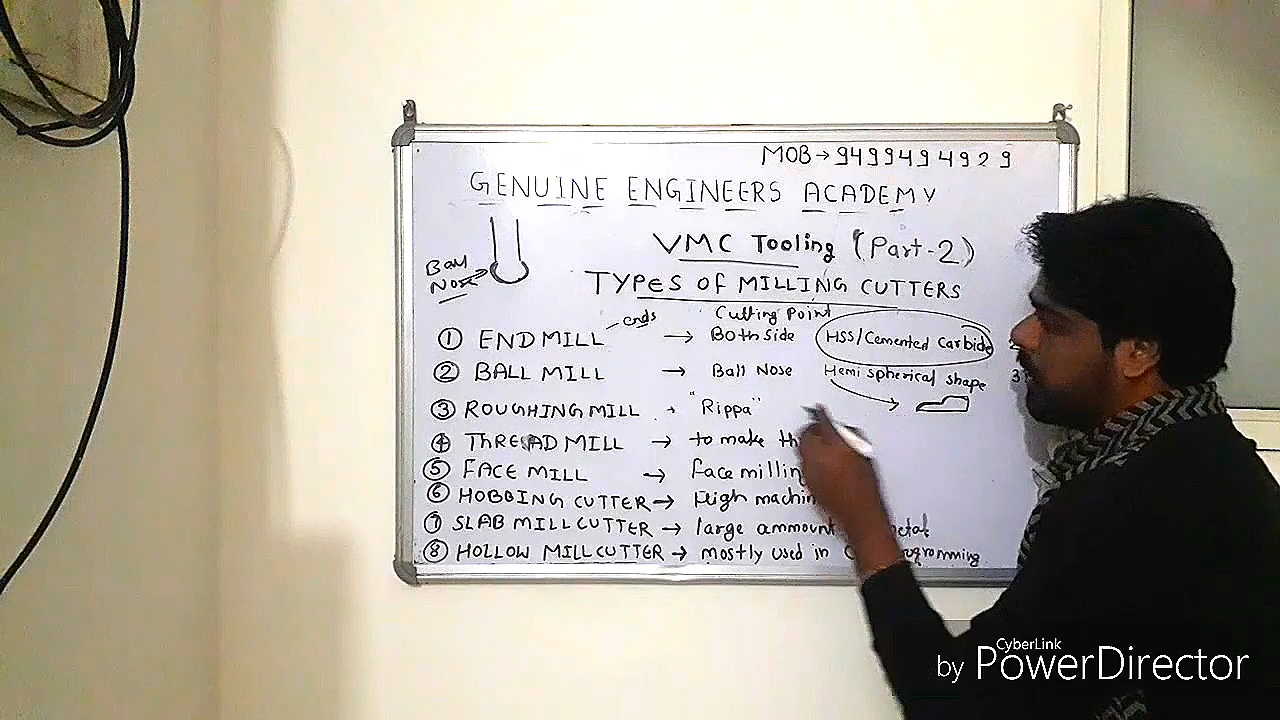 MOB → 9499494929
GENUINE ENGINEERS ACADEMY
VMC Tooling (Part-2)
Ball
Nose
TYPES OF MILLING CUTTERS
① END MILL ends → Cutting Point Both side HSS/Cemented carbide
② BALL MILL → Ball Nose Hemi spherical shape 3
③ ROUGHING MILL → "Rippa"
④ THREAD MILL → to make
⑤ FACE MILL → face milling
⑥ HOBBING CUTTER → High
⑦ SLAB MILL CUTTER → large ammount
⑧ HOLLOW MILL CUTTER → mostly used in
CyberLink
by PowerDirector